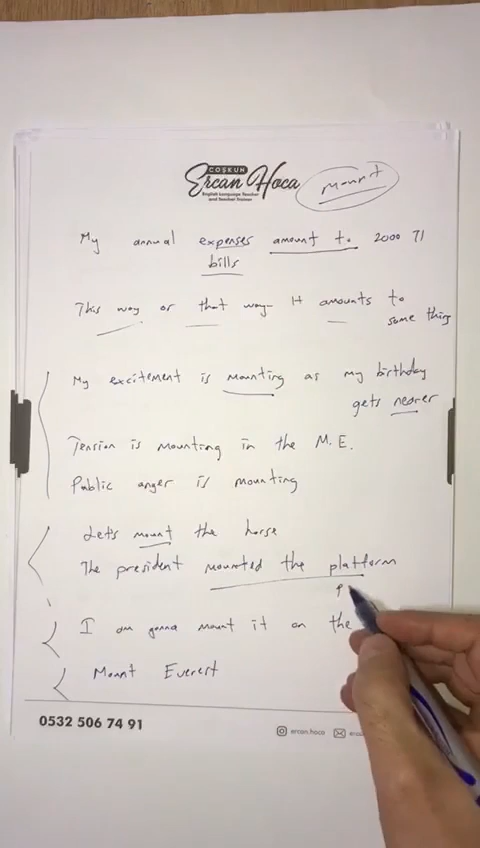 COŞKUN
Ercan Hoca
English Language Teacher
and Teacher Trainer
mount
My annual expenses amount to 2000 Tl
bills
This way or that way It amounts to
some thing
My excitement is mounting as my birthday
gets nearer
Tension is mounting in the M.E.
Public anger is mounting
Let's mount the horse
The president mounted the platform
I am gonna mount it on the
Mount Everest
0532 506 74 91
ercan.hoca